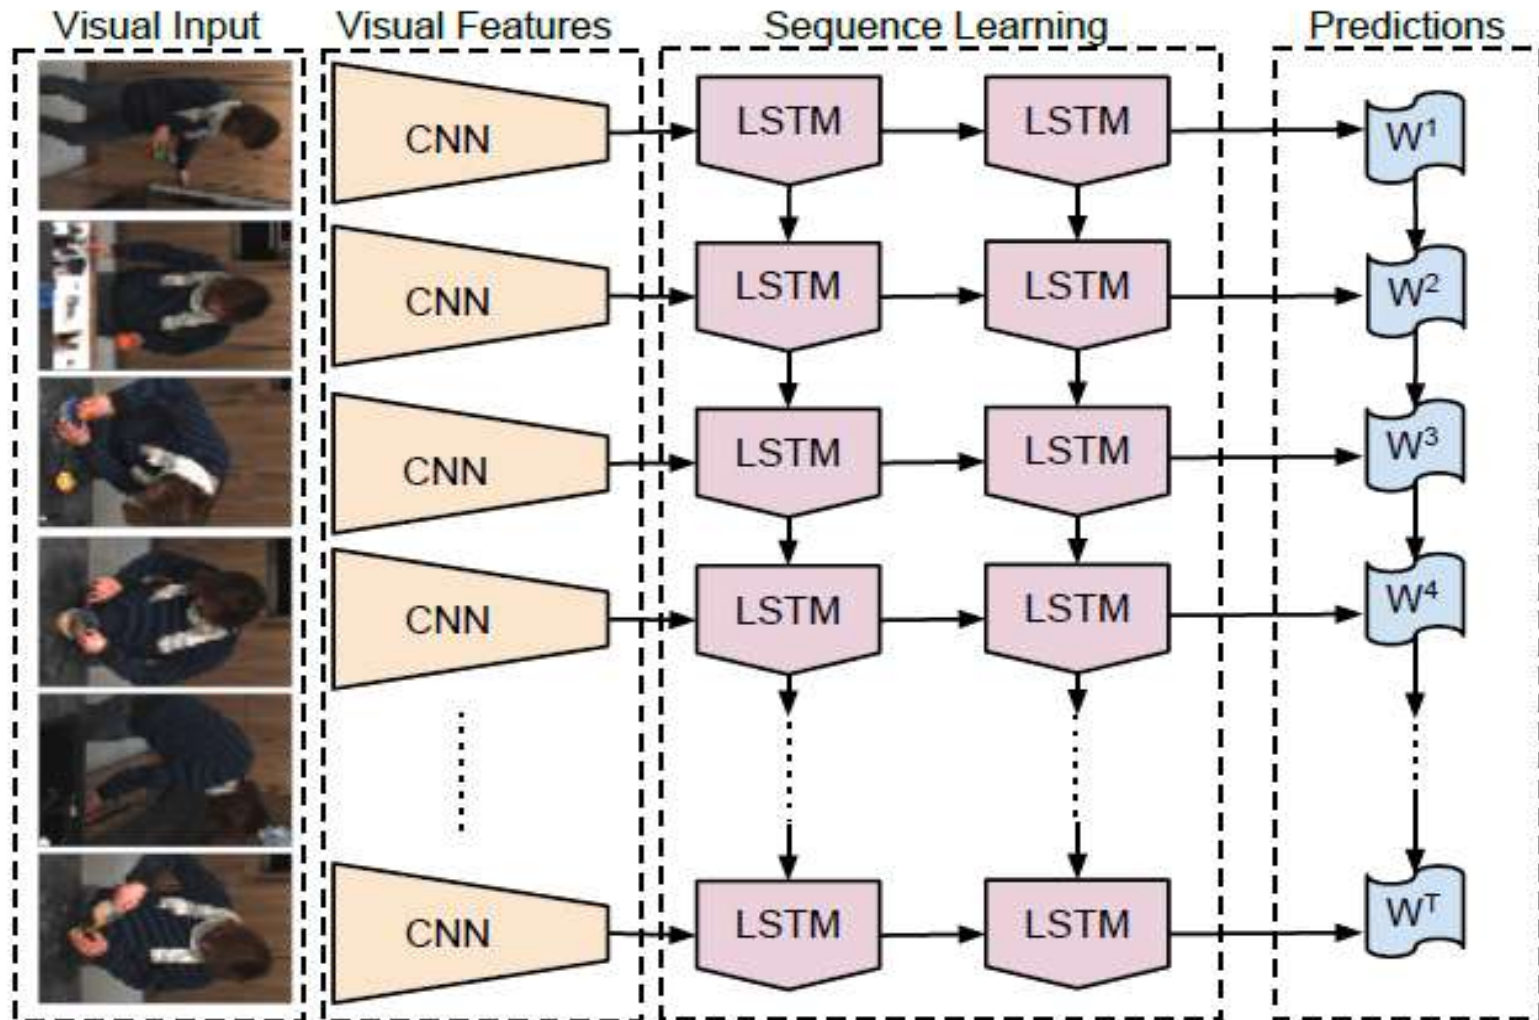 Visual Input Visual Features Sequence Learning Predictions
CNN LSTM LSTM W¹
CNN LSTM LSTM W²
CNN LSTM LSTM W³
CNN LSTM LSTM W⁴
CNN LSTM LSTM Wᵀ